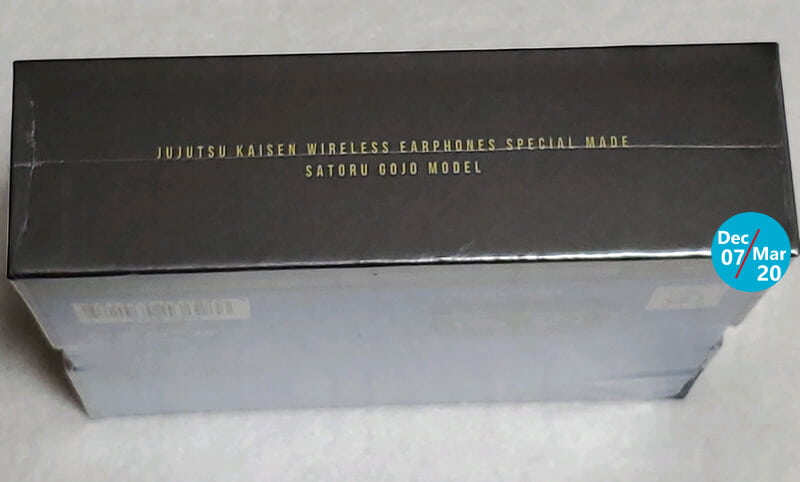 JUJUTSU KAISEN WIRELESS EARPHONES SPECIAL MADE
SATORU GOJO MODEL
Dec
07
Mar
20